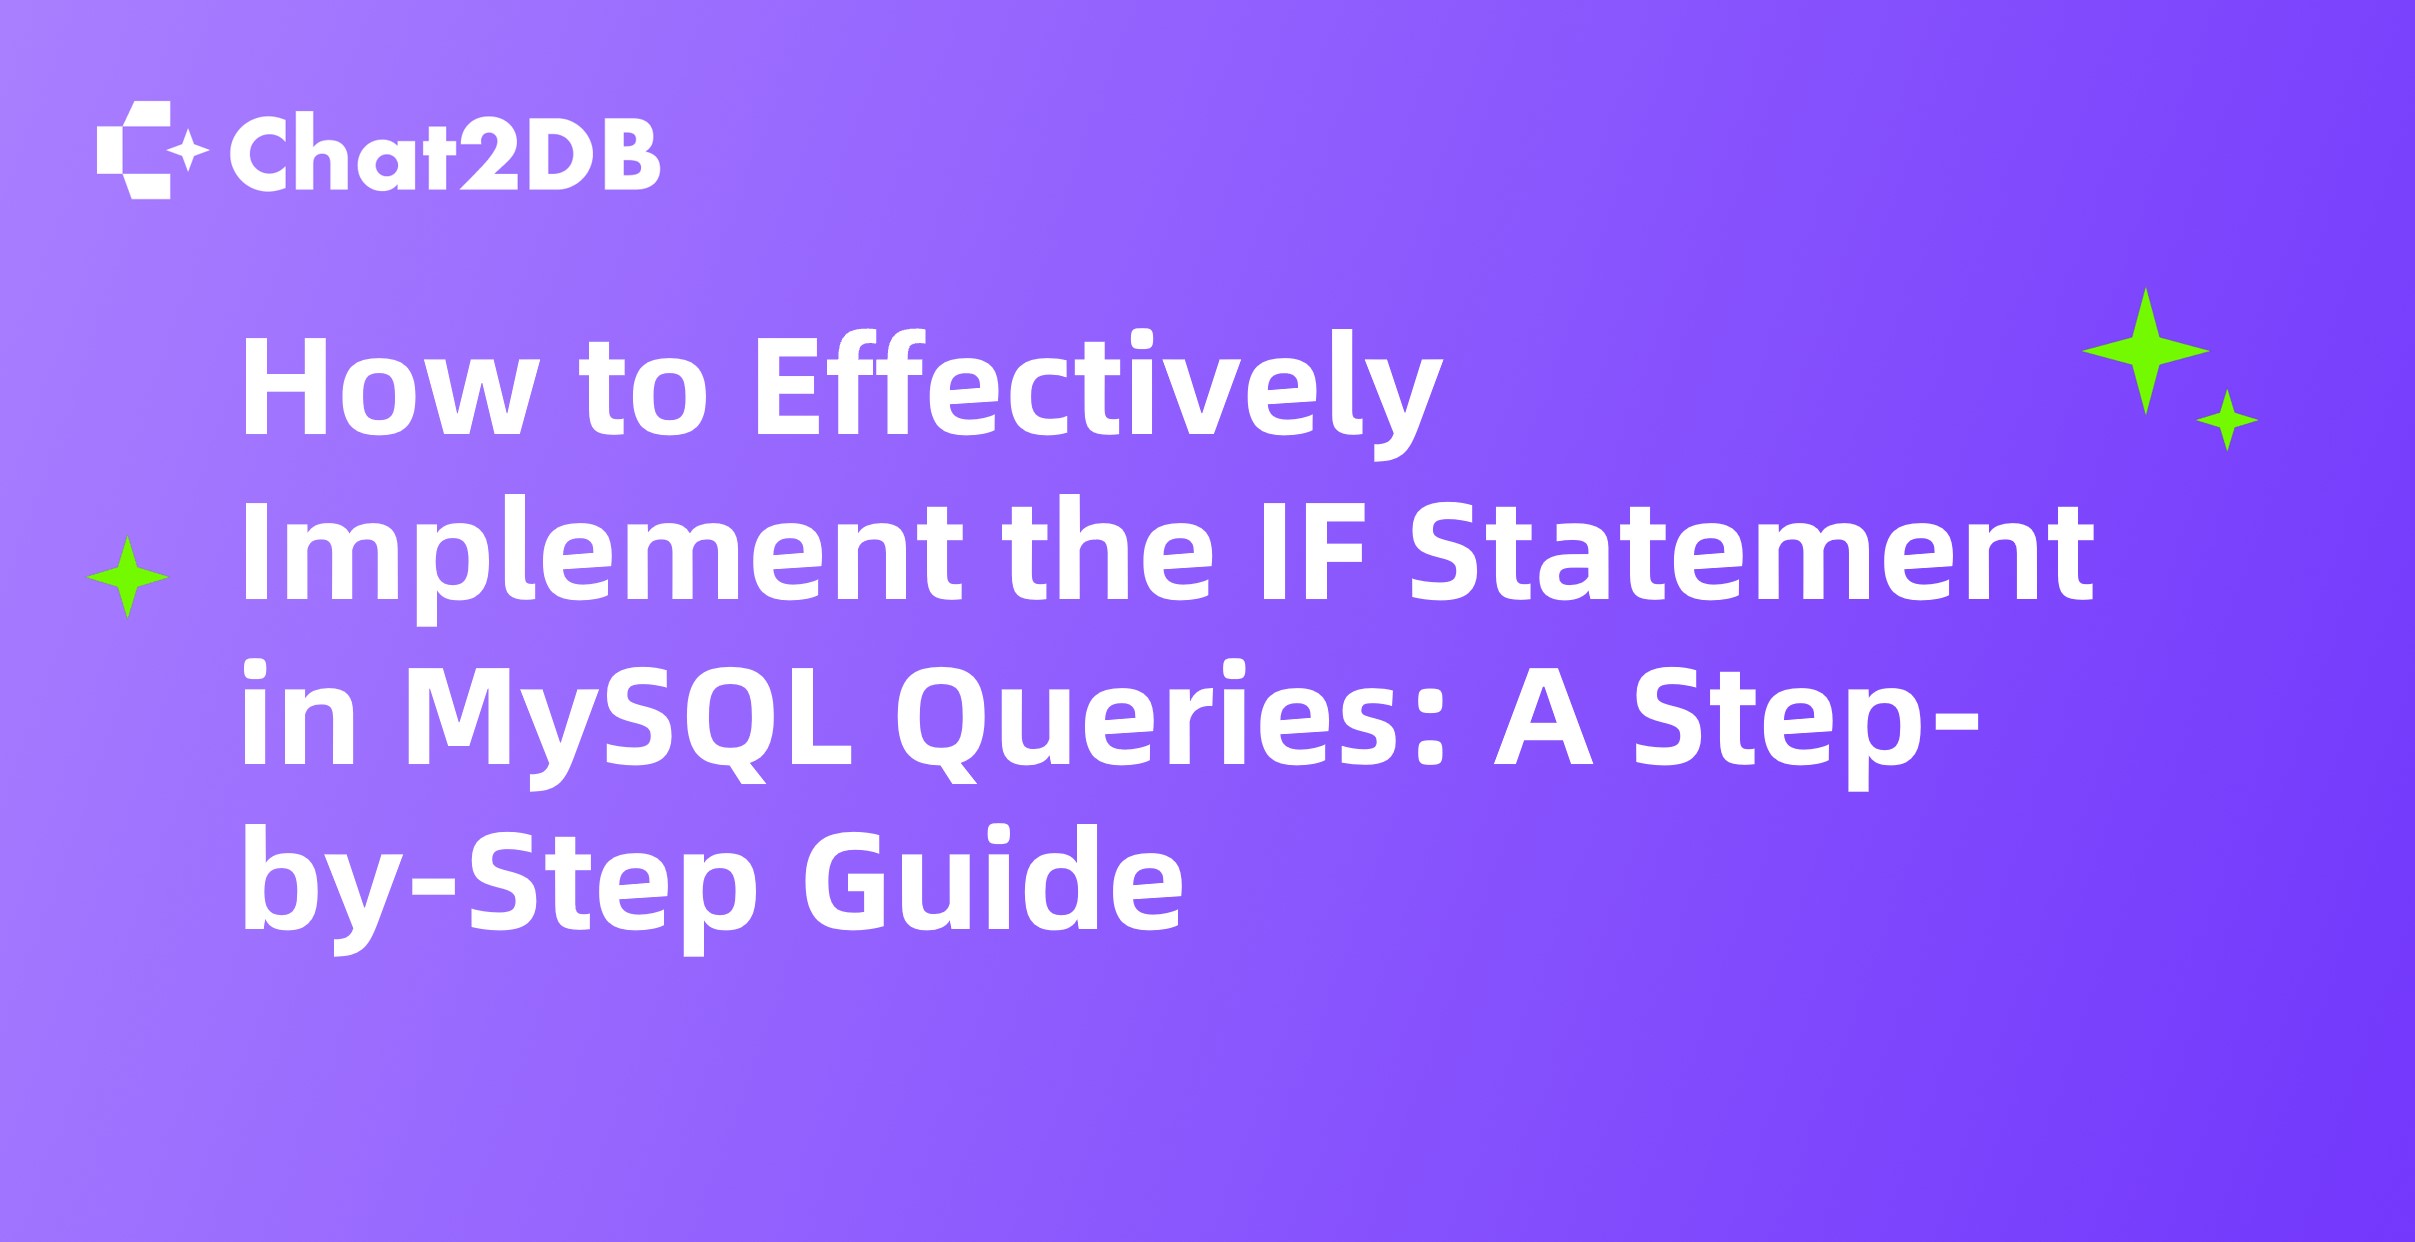 Chat2DB
How to Effectively
Implement the IF Statement
in MySQL Queries: A Step-
by-Step Guide